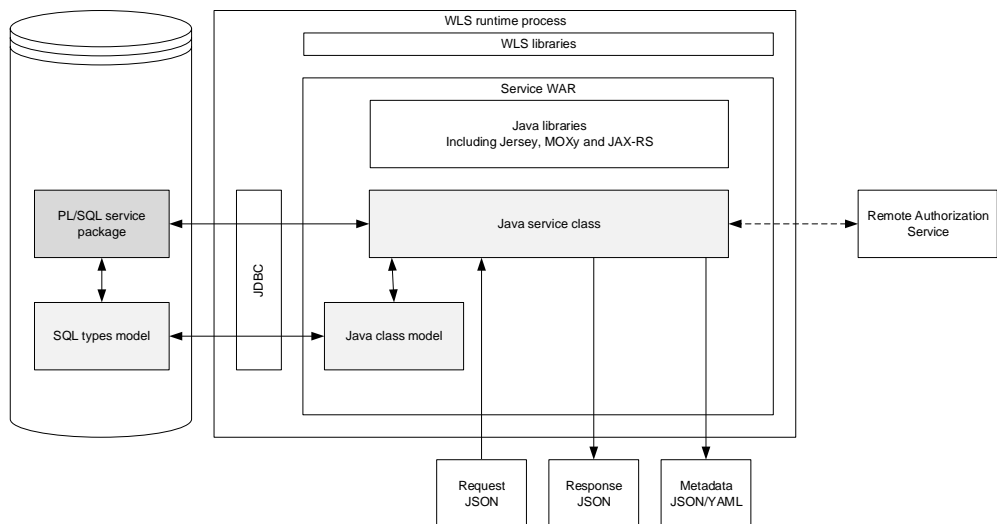 WLS runtime process
WLS libraries
Service WAR
Java libraries
Including Jersey, MOXy and JAX-RS
PL/SQL service
package
Java service class
Remote Authorization
Service
JDBC
SQL types model
Java class model
Request
JSON
Response
JSON
Metadata
JSON/YAML